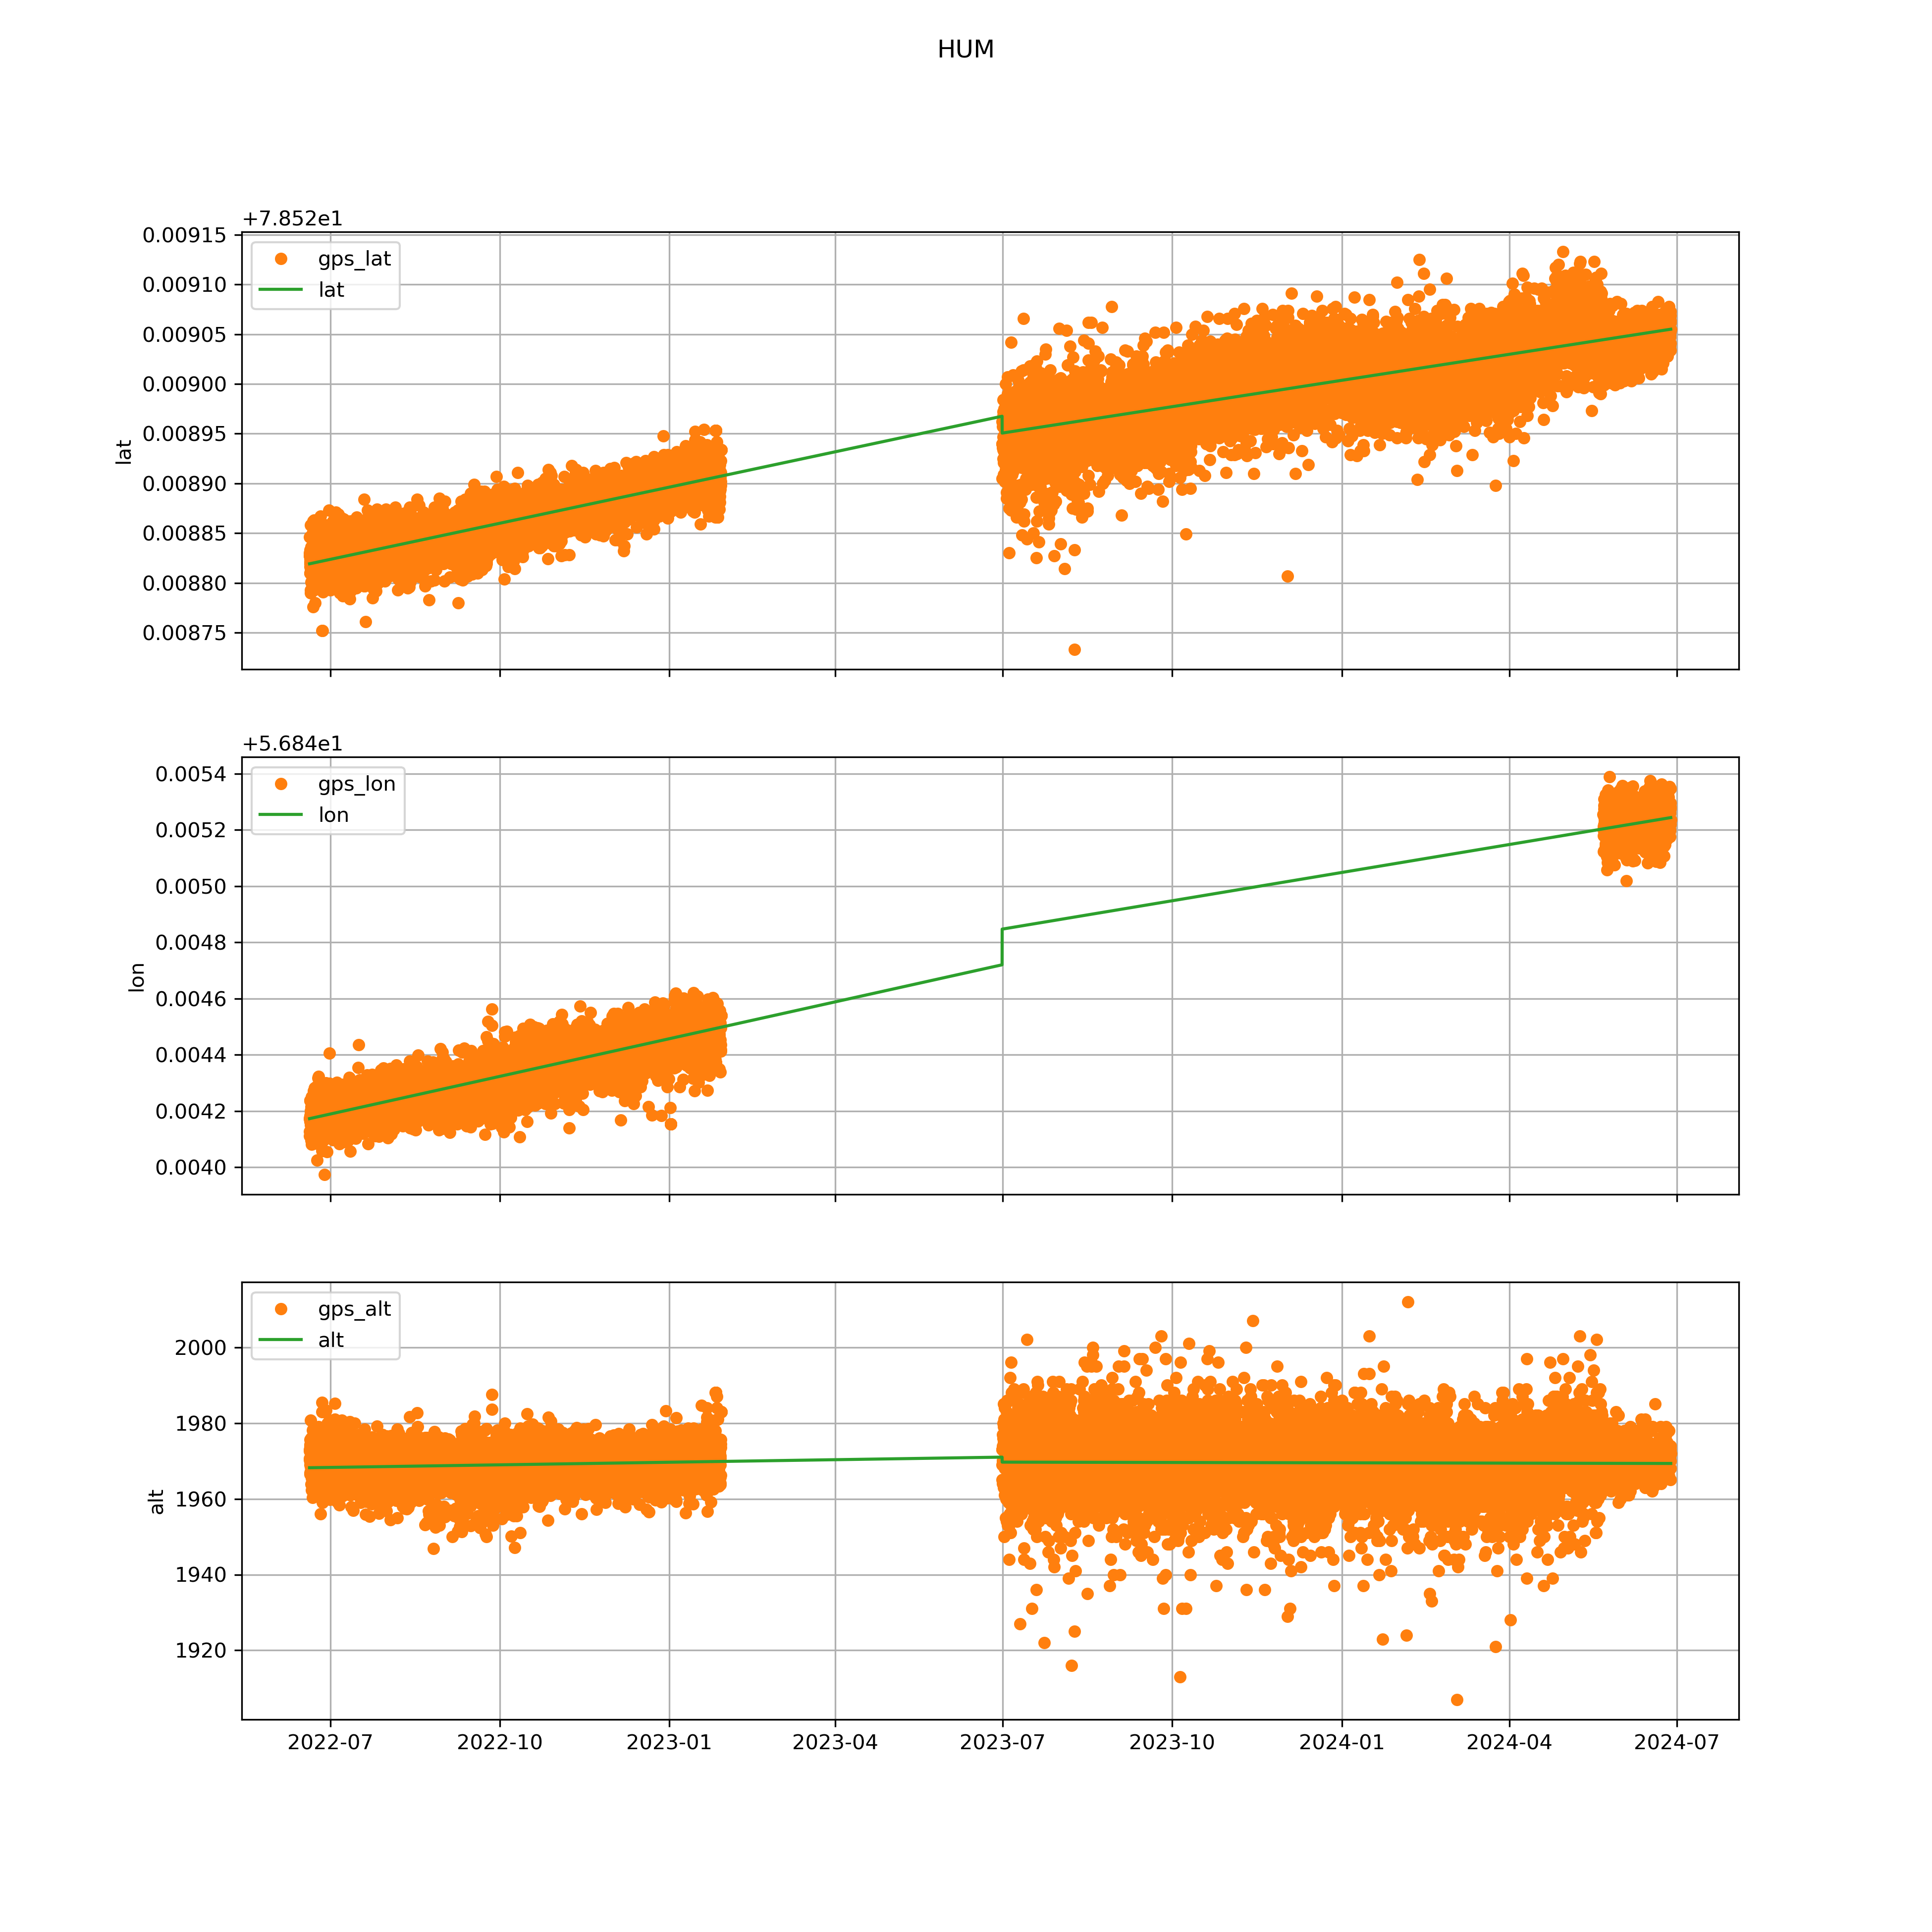 HUM
+7.852e1
0.00915
0.00910
0.00905
0.00900
0.00895
0.00890
0.00885
0.00880
0.00875
lat
gps_lat
lat
+5.684e1
0.0054
0.0052
0.0050
0.0048
0.0046
0.0044
0.0042
0.0040
lon
gps_lon
lon
2000
1980
1960
1940
1920
alt
gps_alt
alt
2022-07 2022-10 2023-01 2023-04 2023-07 2023-10 2024-01 2024-04 2024-07